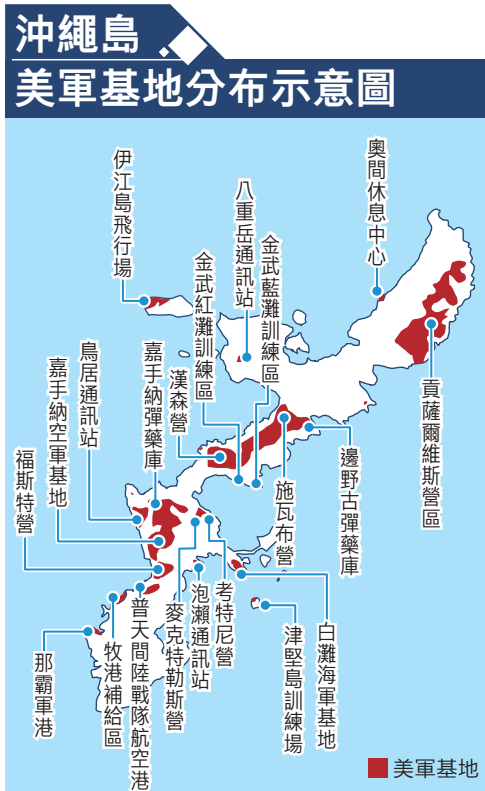 沖繩島
美軍基地分布示意圖
伊江島飛行場
八重岳通訊站
奧間休息中心
金武紅灘訓練區
金武藍灘訓練區
鳥居通訊站
嘉手納空軍基地
福斯特營
嘉手納彈藥庫
漢森營
貢薩爾維斯營區
邊野古彈藥庫
施瓦布營
那霸軍港
牧港補給區
普天間陸戰隊航空港
麥克特勒斯營
泡瀨通訊站
考特尼營
津堅島訓練場
白灘海軍基地
美軍基地